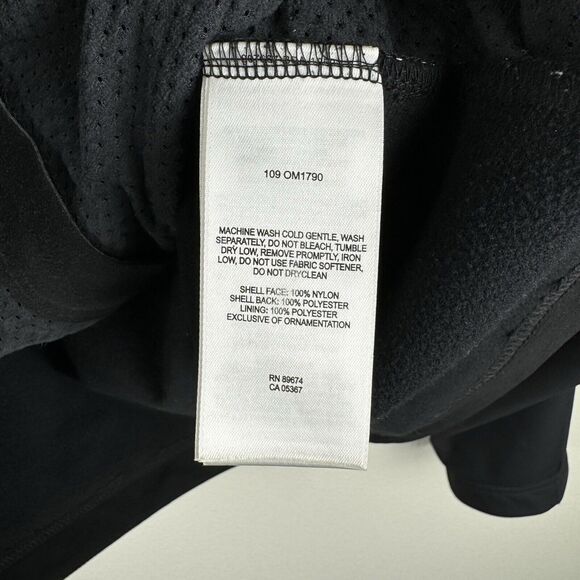 109 OM1790
MACHINE WASH COLD GENTLE, WASH
SEPARATELY, DO NOT BLEACH, TUMBLE
DRY LOW, REMOVE PROMPTLY, IRON
LOW, DO NOT USE FABRIC SOFTENER,
DO NOT DRYCLEAN
SHELL FACE: 100% NYLON
SHELL BACK: 100% POLYESTER
LINING: 100% POLYESTER
EXCLUSIVE OF ORNAMENTATION
RN 89674
CA 05367